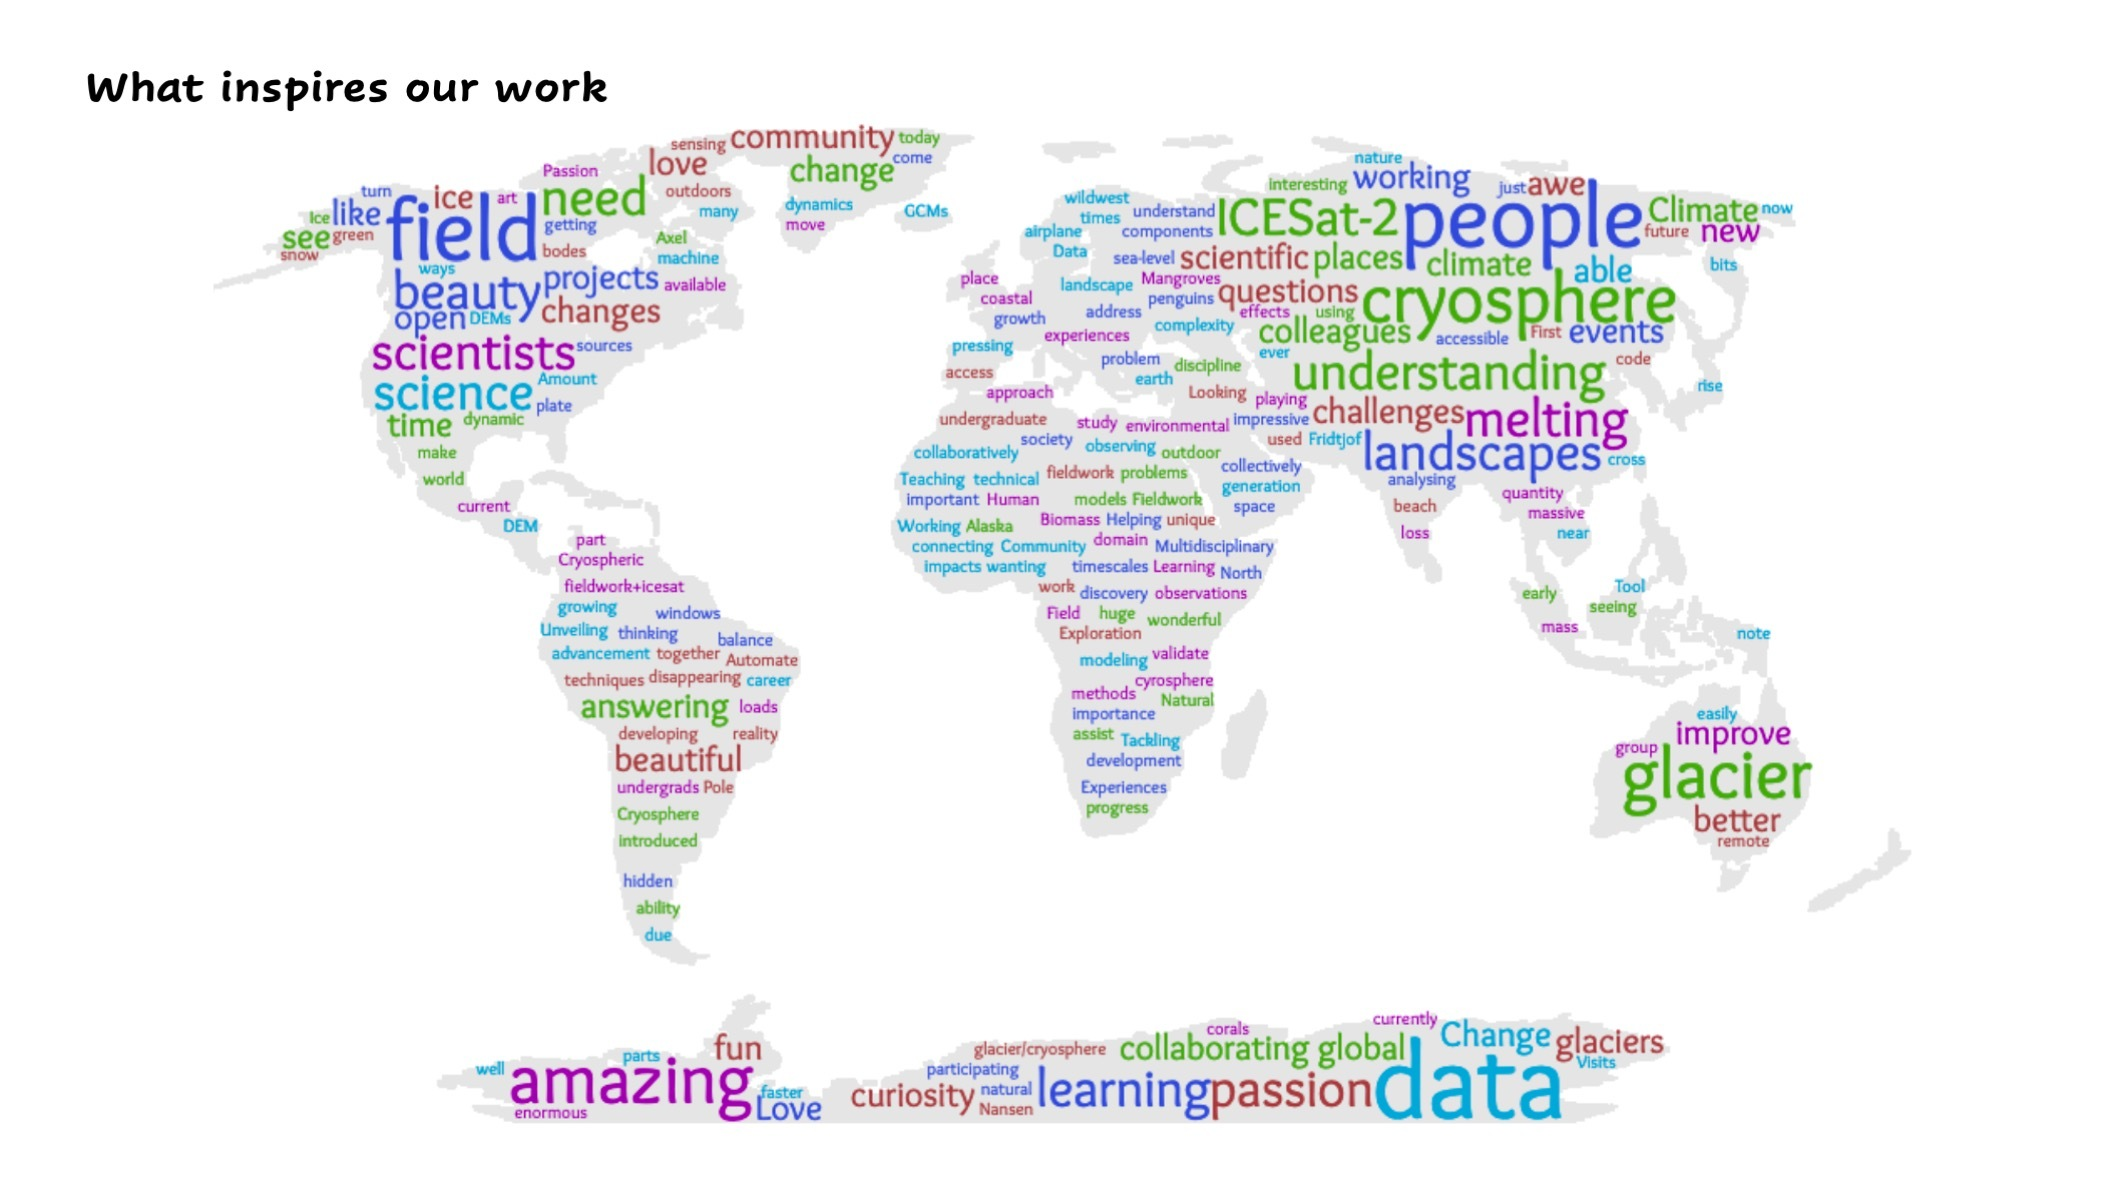 What inspires our work
sensing community today
love change come
Passion
turn ice art need outdoors
Ice like field many dynamics GCMs
see green getting move
snow bodes Axel
ways machine
beauty projects available
open DEMs changes
scientists sources
science Amount
plate
time dynamic
make
world
current
DEM
part
Cryospheric
fieldwork+icesat
growing windows
Unveiling thinking balance
advancement together Automate
techniques disappearing career
answering loads
developing reality
beautiful
undergrads Pole
Cryosphere
introduced
hidden
ability
due
nature
interesting working just awe
wildwest understand ICESat-2 people Climate now
times components future new
airplane
Data sea-level scientific places climate able bits
place landscape Mangroves questions cryosphere
coastal penguins
growth address effects using
experiences complexity colleagues accessible First events
pressing problem ever code
access discipline understanding
earth rise
approach Looking playing challenges melting
undergraduate study environmental impressive
society used Fridtjof landscapes cross
collaboratively observing outdoor
Teaching technical fieldwork problems collectively analysing
generation quantity
important Human models Fieldwork space beach massive
Working Alaska Biomass Helping unique loss near
connecting Community domain Multidisciplinary
impacts wanting timescales Learning North
work discovery observations early Tool
Field huge wonderful seeing
Exploration mass note
modeling validate
methods cyrosphere
Natural
importance easily
assist Tackling improve
group
development glacier
Experiences
progress better
remote
corals currently
fun glacier/cryosphere collaborating global Change glaciers
well parts participating Visits
amazing faster natural learning passion data
enormous Love curiosity Nansen